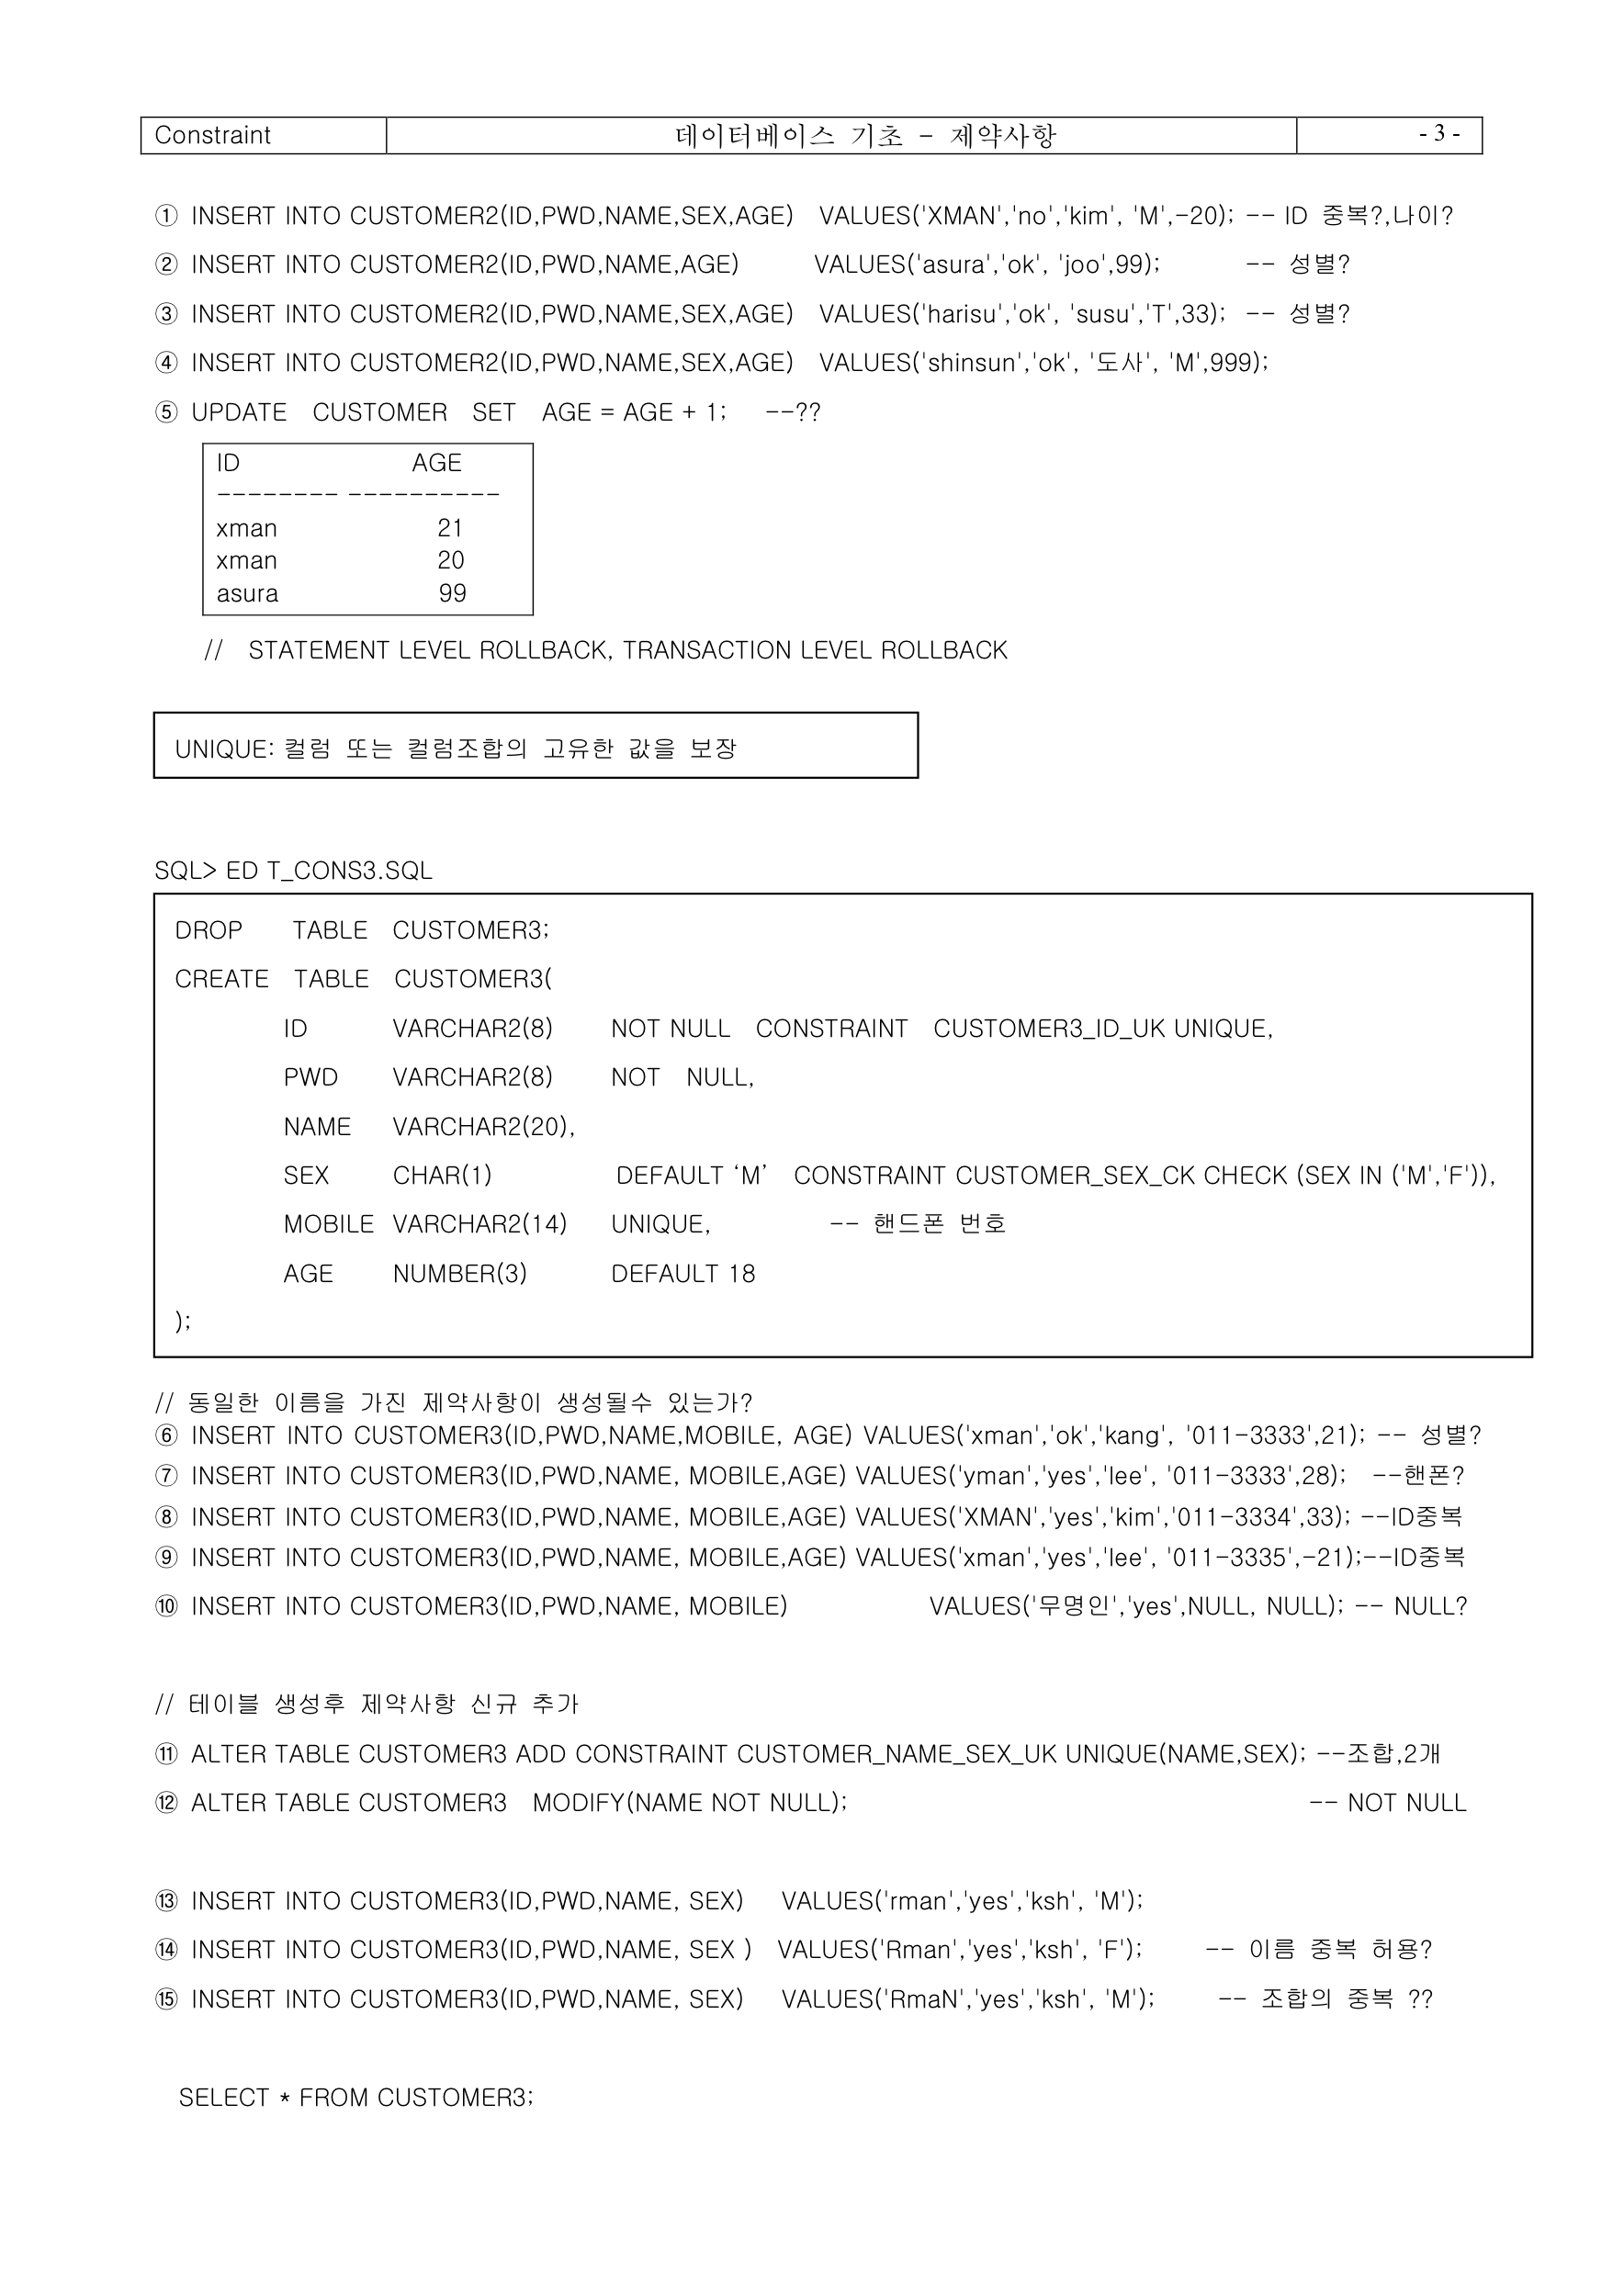 Constraint 데이터베이스 기초 - 제약사항 - 3 -
① INSERT INTO CUSTOMER2(ID,PWD,NAME,SEX,AGE) VALUES('XMAN','no','kim', 'M',-20); -- ID 중복?,나이?
② INSERT INTO CUSTOMER2(ID,PWD,NAME,AGE) VALUES('asura','ok', 'joo',99); -- 성별?
③ INSERT INTO CUSTOMER2(ID,PWD,NAME,SEX,AGE) VALUES('harisu','ok', 'susu','T',33); -- 성별?
④ INSERT INTO CUSTOMER2(ID,PWD,NAME,SEX,AGE) VALUES('shinsun','ok', '도사', 'M',999);
⑤ UPDATE CUSTOMER SET AGE = AGE + 1; --??
ID AGE
-------- ----------
xman 21
xman 20
asura 99
// STATEMENT LEVEL ROLLBACK, TRANSACTION LEVEL ROLLBACK
UNIQUE: 컬럼 또는 컬럼조합의 고유한 값을 보장
SQL> ED T_CONS3.SQL
DROP TABLE CUSTOMER3;
CREATE TABLE CUSTOMER3(
ID VARCHAR2(8) NOT NULL CONSTRAINT CUSTOMER3_ID_UK UNIQUE,
PWD VARCHAR2(8) NOT NULL,
NAME VARCHAR2(20),
SEX CHAR(1) DEFAULT ‘M’ CONSTRAINT CUSTOMER_SEX_CK CHECK (SEX IN ('M','F')),
MOBILE VARCHAR2(14) UNIQUE, -- 핸드폰 번호
AGE NUMBER(3) DEFAULT 18
);
// 동일한 이름을 가진 제약사항이 생성될수 있는가?
⑥ INSERT INTO CUSTOMER3(ID,PWD,NAME,MOBILE, AGE) VALUES('xman','ok','kang', '011-3333',21); -- 성별?
⑦ INSERT INTO CUSTOMER3(ID,PWD,NAME, MOBILE,AGE) VALUES('yman','yes','lee', '011-3333',28); --핸폰?
⑧ INSERT INTO CUSTOMER3(ID,PWD,NAME, MOBILE,AGE) VALUES('XMAN','yes','kim','011-3334',33); --ID중복
⑨ INSERT INTO CUSTOMER3(ID,PWD,NAME, MOBILE,AGE) VALUES('xman','yes','lee', '011-3335',-21);--ID중복
⑩ INSERT INTO CUSTOMER3(ID,PWD,NAME, MOBILE) VALUES('무명인','yes',NULL, NULL); -- NULL?
// 테이블 생성후 제약사항 신규 추가
⑪ ALTER TABLE CUSTOMER3 ADD CONSTRAINT CUSTOMER_NAME_SEX_UK UNIQUE(NAME,SEX); --조합,2개
⑫ ALTER TABLE CUSTOMER3 MODIFY(NAME NOT NULL); -- NOT NULL
⑬ INSERT INTO CUSTOMER3(ID,PWD,NAME, SEX) VALUES('rman','yes','ksh', 'M');
⑭ INSERT INTO CUSTOMER3(ID,PWD,NAME, SEX ) VALUES('Rman','yes','ksh', 'F'); -- 이름 중복 허용?
⑮ INSERT INTO CUSTOMER3(ID,PWD,NAME, SEX) VALUES('RmaN','yes','ksh', 'M'); -- 조합의 중복 ??
SELECT * FROM CUSTOMER3;